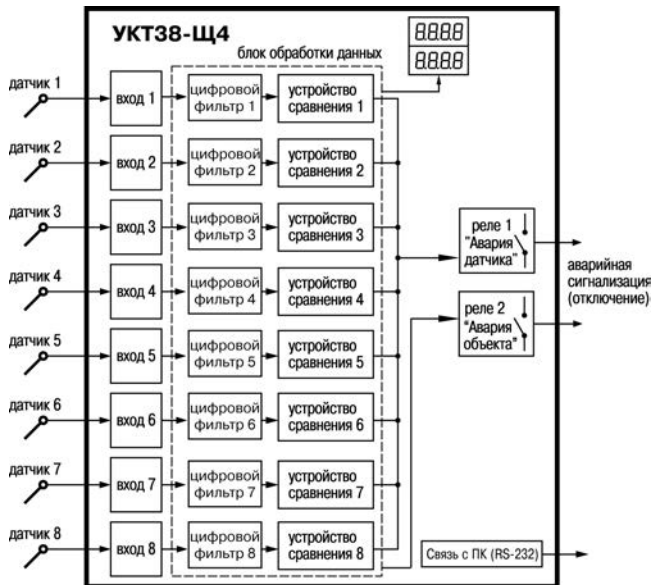 УКТ38-Щ4
8.8.8.8
8.8.8.8
блок обработки данных
датчик 1
вход 1
цифровой
фильтр 1
устройство
сравнения 1
датчик 2
вход 2
цифровой
фильтр 2
устройство
сравнения 2
датчик 3
вход 3
цифровой
фильтр 3
устройство
сравнения 3
датчик 4
вход 4
цифровой
фильтр 4
устройство
сравнения 4
датчик 5
вход 5
цифровой
фильтр 5
устройство
сравнения 5
датчик 6
вход 6
цифровой
фильтр 6
устройство
сравнения 6
датчик 7
вход 7
цифровой
фильтр 7
устройство
сравнения 7
датчик 8
вход 8
цифровой
фильтр 8
устройство
сравнения 8
реле 1
"Авария
датчика"
реле 2
"Авария
объекта"
аварийная
сигнализация
(отключение)
Связь с ПК (RS-232)